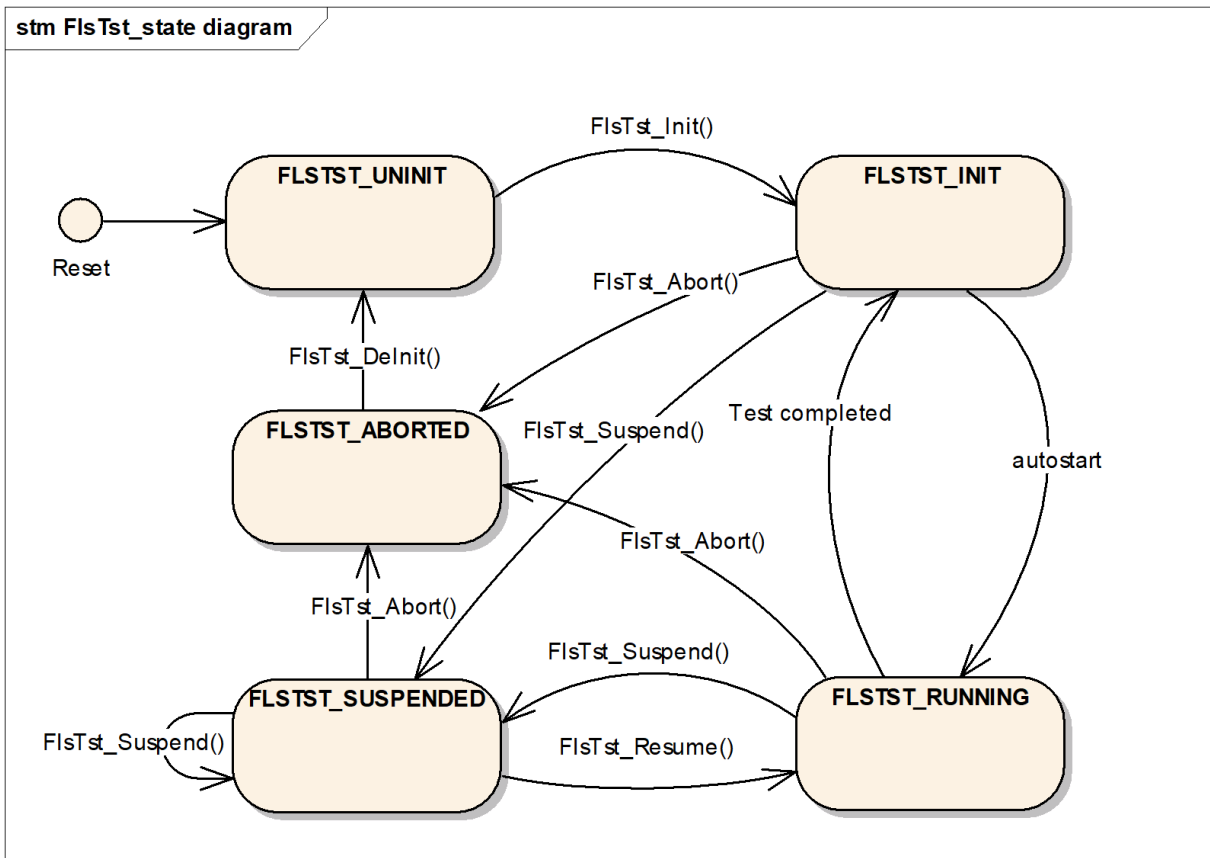 stm FlsTst_state diagram
FlsTst_Init()
FLSTST_UNINIT
FLSTST_INIT
Reset
FlsTst_Abort()
FlsTst_DeInit()
Test completed
FLSTST_ABORTED
FlsTst_Suspend()
autostart
FlsTst_Abort()
FlsTst_Abort()
FlsTst_Suspend()
FLSTST_SUSPENDED
FLSTST_RUNNING
FlsTst_Suspend()
FlsTst_Resume()